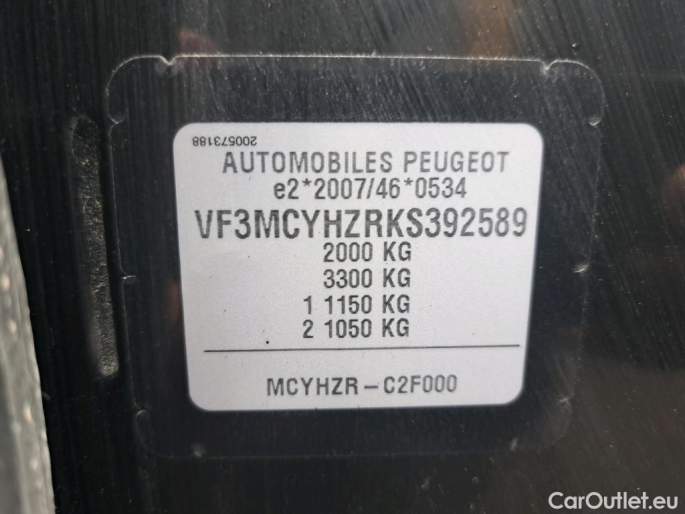 200573188
AUTOMOBILES PEUGEOT
e2*2007/46*0534
VF3MCYHZRKS392589
2000 KG
3300 KG
1 1150 KG
2 1050 KG
MCYHZR-C2F000
CarOutlet.eu